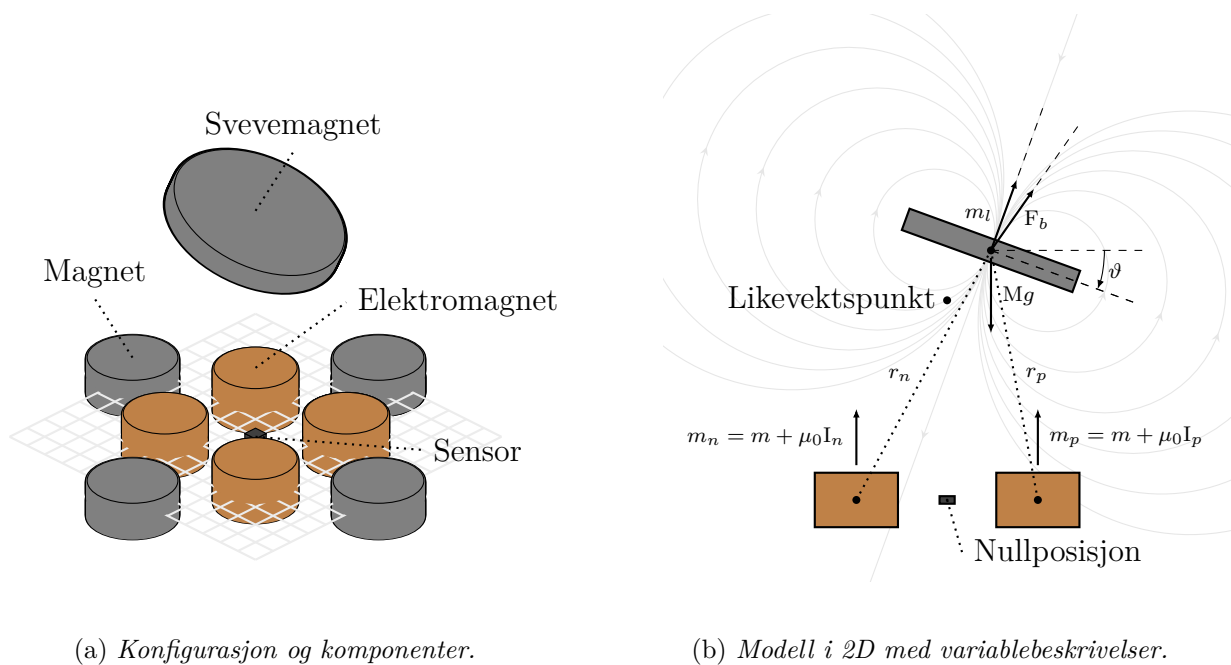 Svevemagnet
Magnet
Elektromagnet
Sensor
(a) Konfigurasjon og komponenter.
m_l
F_b
ϑ
Mg
Likevektspunkt
r_n
r_p
m_n = m + μ_0I_n
m_p = m + μ_0I_p
Nullposisjon
(b) Modell i 2D med variablebeskrivelser.